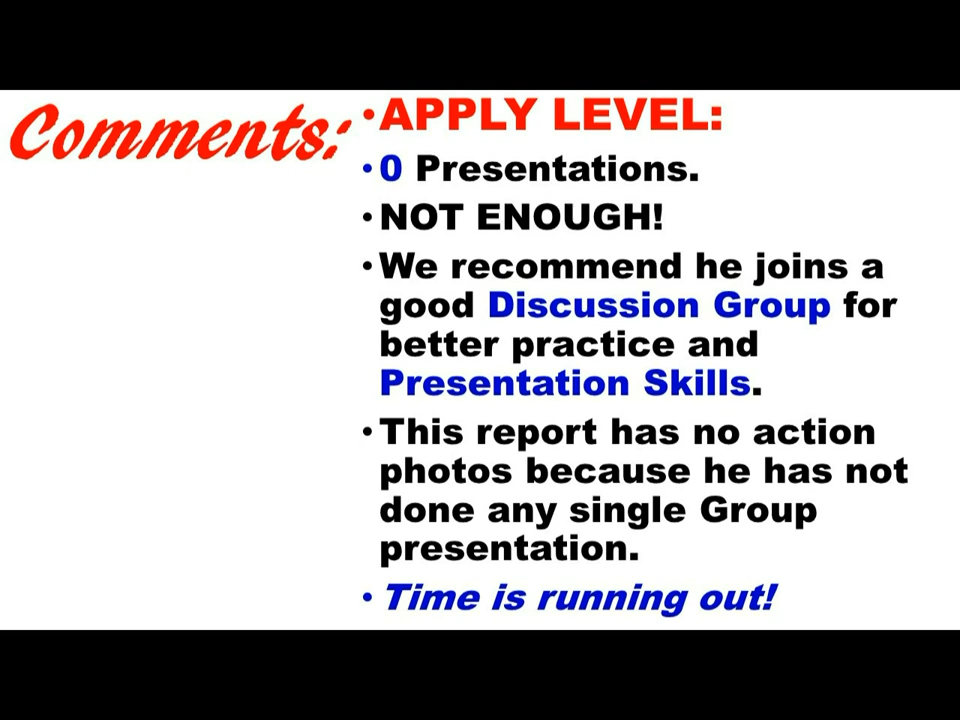 Comments:
• APPLY LEVEL:
• 0 Presentations.
• NOT ENOUGH!
• We recommend he joins a
good Discussion Group for
better practice and
Presentation Skills.
• This report has no action
photos because he has not
done any single Group
presentation.
• Time is running out!